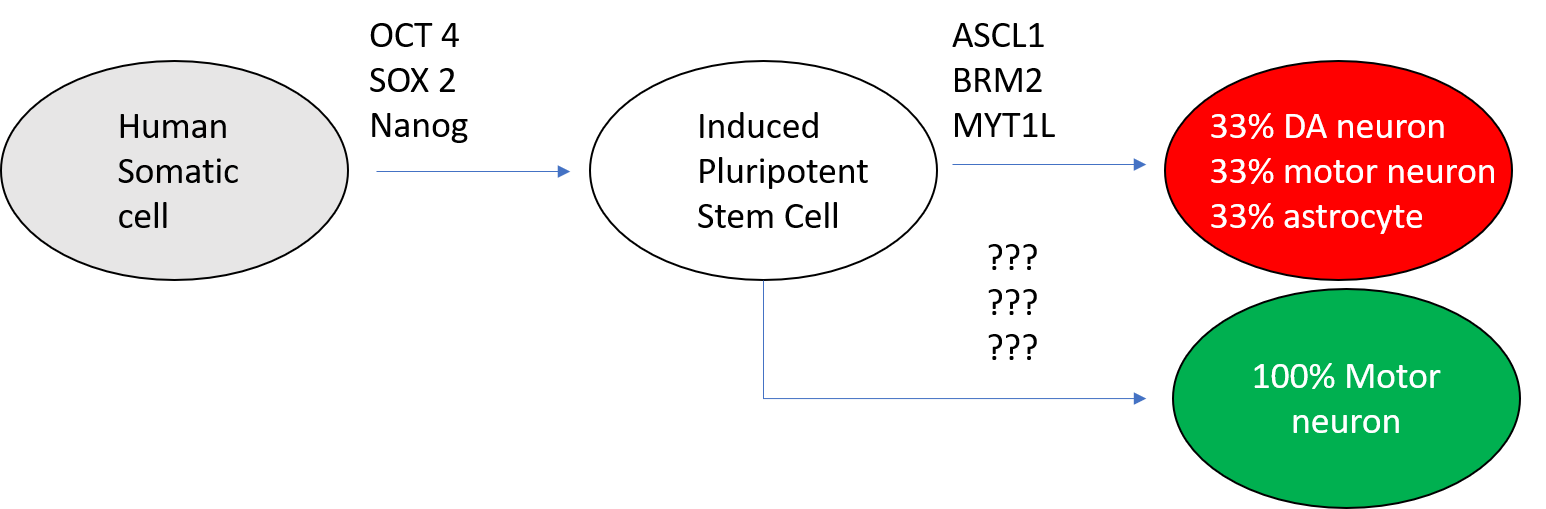 Human
Somatic
cell
OCT 4
SOX 2
Nanog
Induced
Pluripotent
Stem Cell
ASCL1
BRM2
MYT1L
33% DA neuron
33% motor neuron
33% astrocyte
???
???
???
100% Motor
neuron